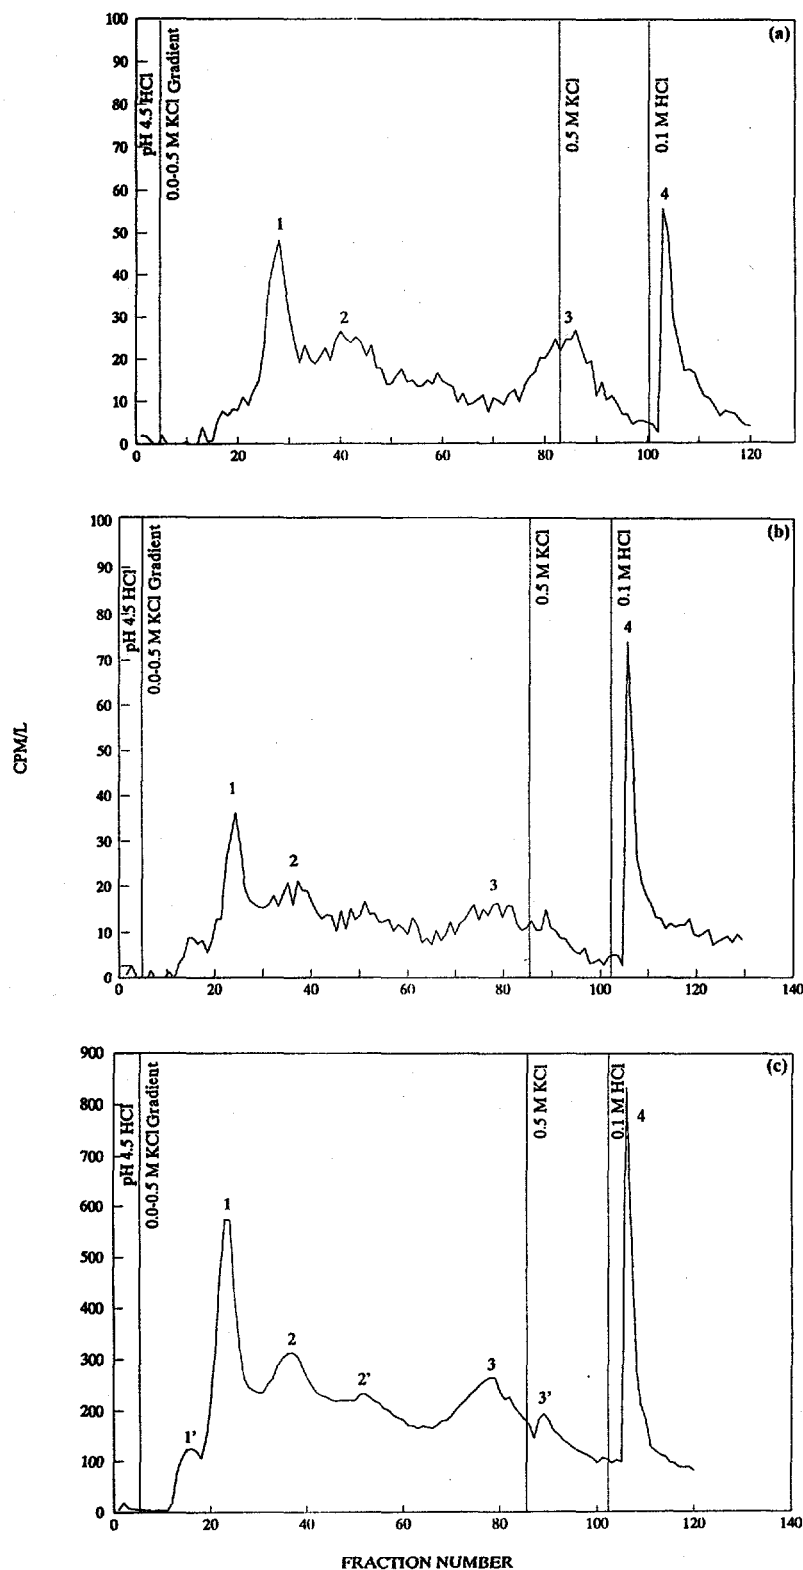 (a)
100
90
80
70
60
50
40
30
20
10
0
pH 4.5 HCl
0.0-0.5 M KCl Gradient
0.5 M KCl
0.1 M HCl
1
2
3
4
0 20 40 60 80 100 120
(b)
100
90
80
70
60
50
40
30
20
10
0
pH 4.5 HCl
0.0-0.5 M KCl Gradient
0.5 M KCl
0.1 M HCl
1
2
3
4
0 20 40 60 80 100 120 140
CPM/L
(c)
900
800
700
600
500
400
300
200
100
0
pH 4.5 HCl
0.0-0.5 M KCl Gradient
0.5 M KCl
0.1 M HCl
1'
1
2
2'
3
3'
4
0 20 40 60 80 100 120 140
FRACTION NUMBER